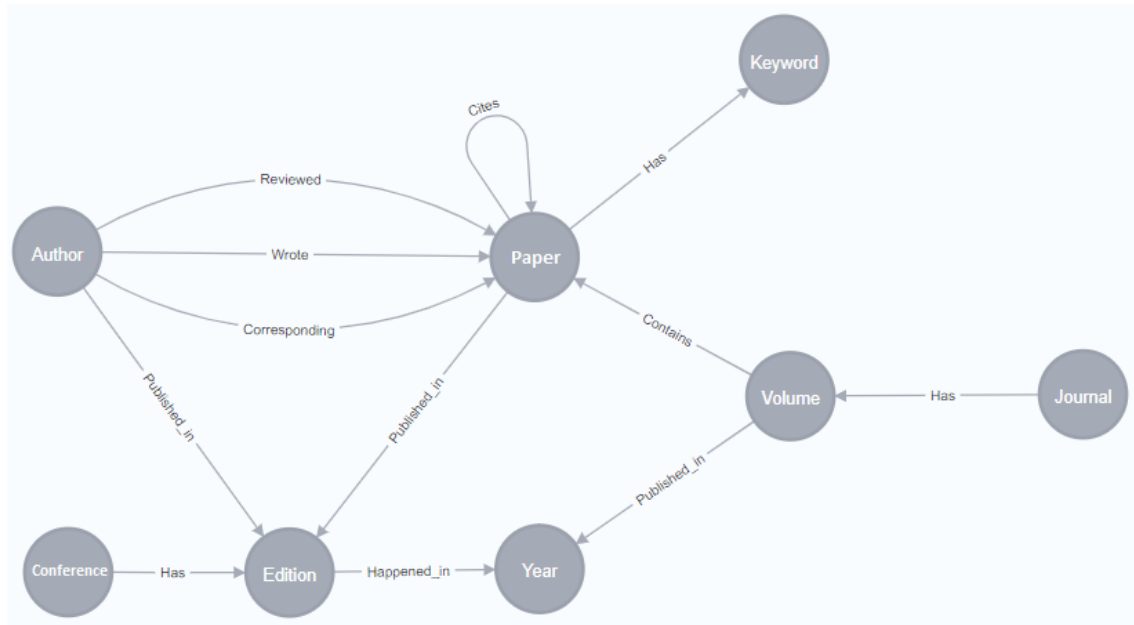 Keyword
Cites
Has
Reviewed
Author
Wrote
Paper
Corresponding
Contains
Published_in
Published_in
Volume
Has
Journal
Published_in
Conference
Has
Edition
Happened_in
Year